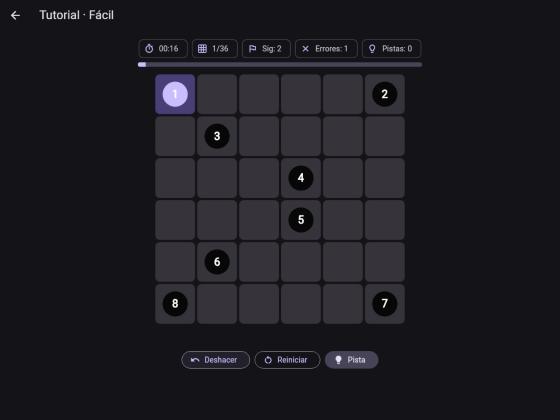 Tutorial · Fácil
00:16 1/36 Sig: 2 Errores: 1 Pistas: 0
1 2
3
4
5
6
8 7
Deshacer Reiniciar Pista